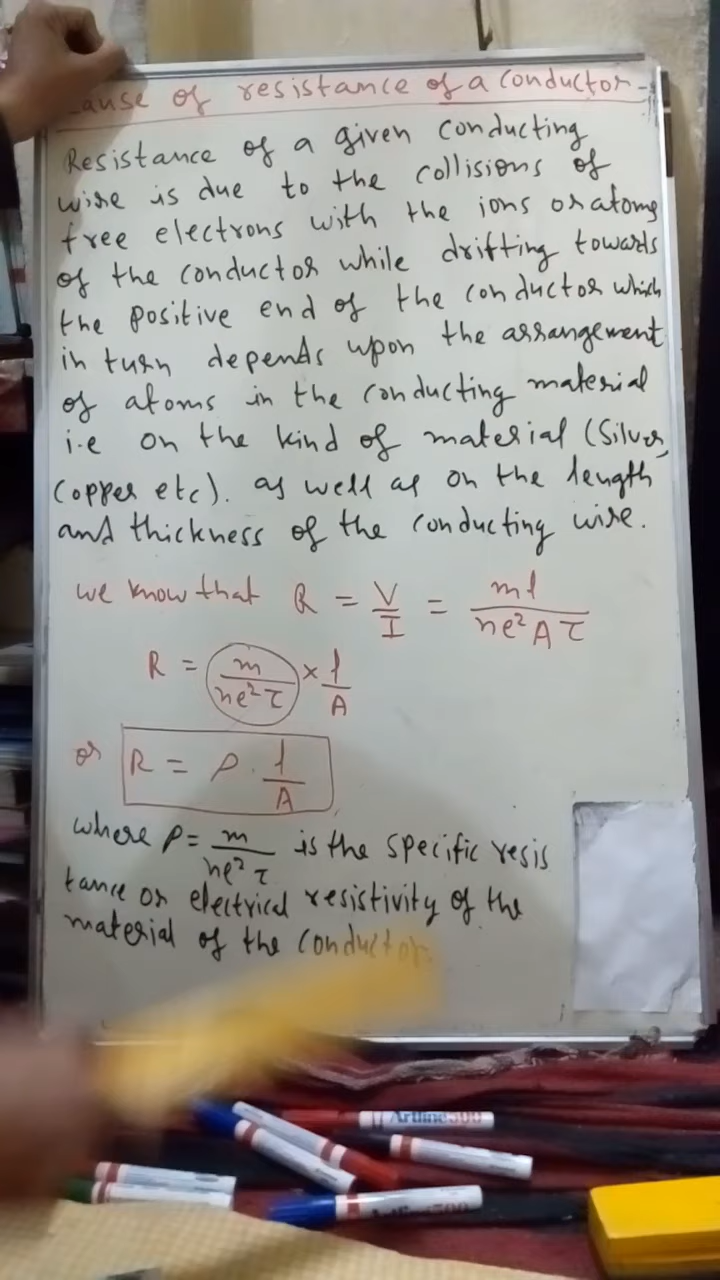 Cause of resistance of a conductor-
Resistance of a given conducting
wire is due to the collisions of
free electrons with the ions or atoms
of the conductor while drifting towards
the positive end of the conductor which
in turn depends upon the arrangement
of atoms in the conducting material
i.e on the kind of material (Silver,
Copper etc). as well as on the length
and thickness of the conducting wire.
we know that R = V/I = ml/ne²Aτ
R = m/ne²τ × l/A
or R = ρ · l/A
where ρ = m/ne²τ is the specific resis
tance or electrical resistivity of the
material of the conductor.
Artline 500
Artline 500